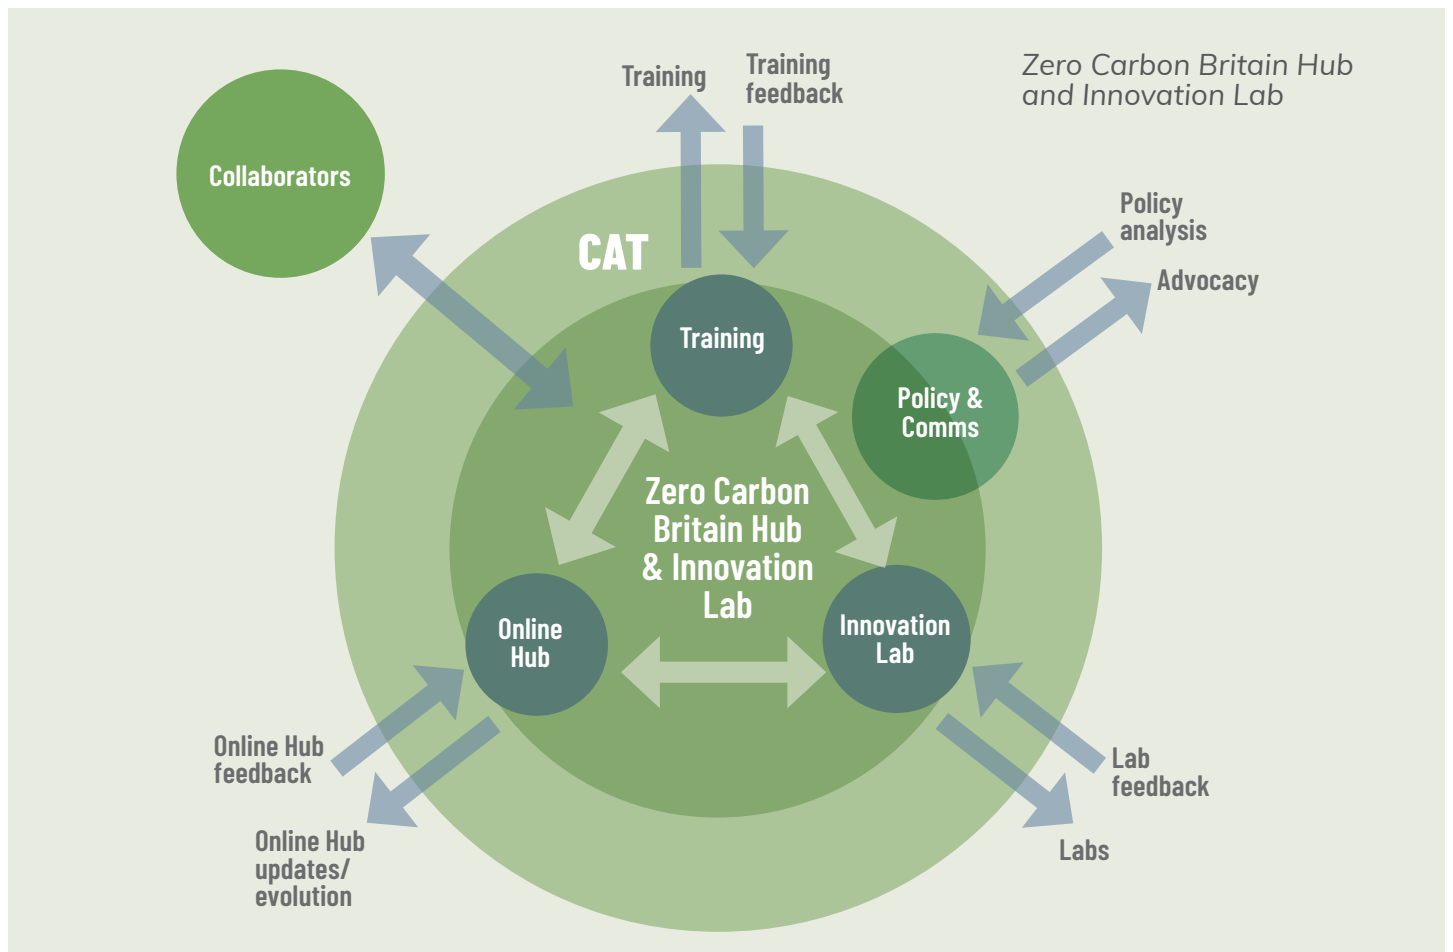 Training
Training
feedback
Zero Carbon Britain Hub
and Innovation Lab
Collaborators
Policy
analysis
CAT
Advocacy
Training
Policy &
Comms
Zero Carbon
Britain Hub
& Innovation
Lab
Online
Hub
Innovation
Lab
Online Hub
feedback
Lab
feedback
Online Hub
updates/
evolution
Labs